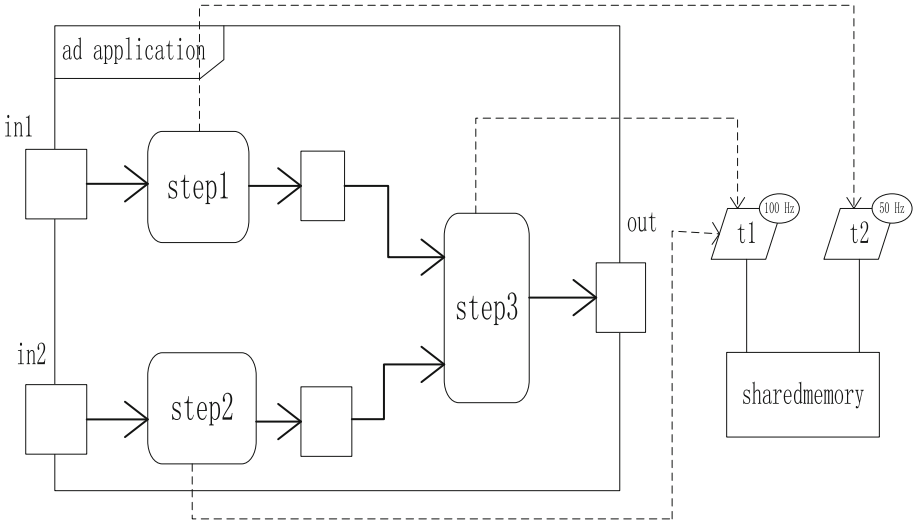 ad application
in1
step1
out
100 Hz
t1
50 Hz
t2
step3
in2
step2
sharedmemory